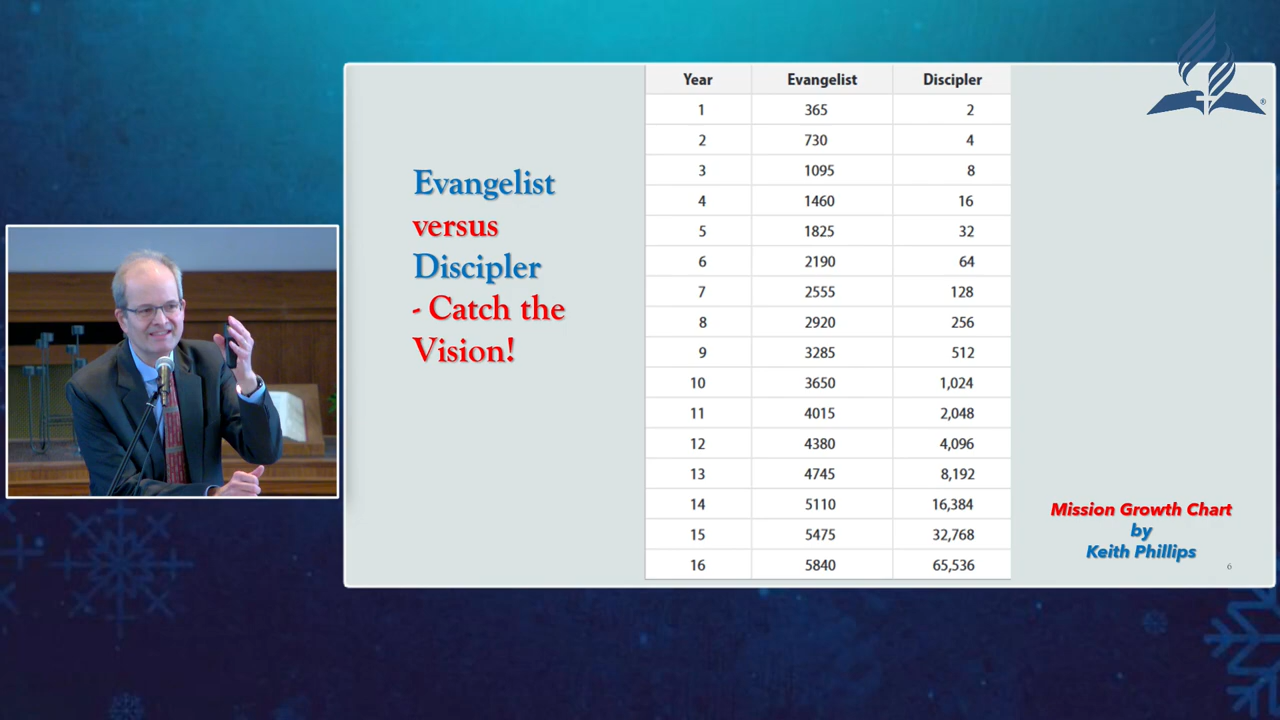 Evangelist
versus
Discipler
- Catch the
Vision!
Year Evangelist Discipler
1 365 2
2 730 4
3 1095 8
4 1460 16
5 1825 32
6 2190 64
7 2555 128
8 2920 256
9 3285 512
10 3650 1,024
11 4015 2,048
12 4380 4,096
13 4745 8,192
14 5110 16,384
15 5475 32,768
16 5840 65,536
Mission Growth Chart
by
Keith Phillips
6
®